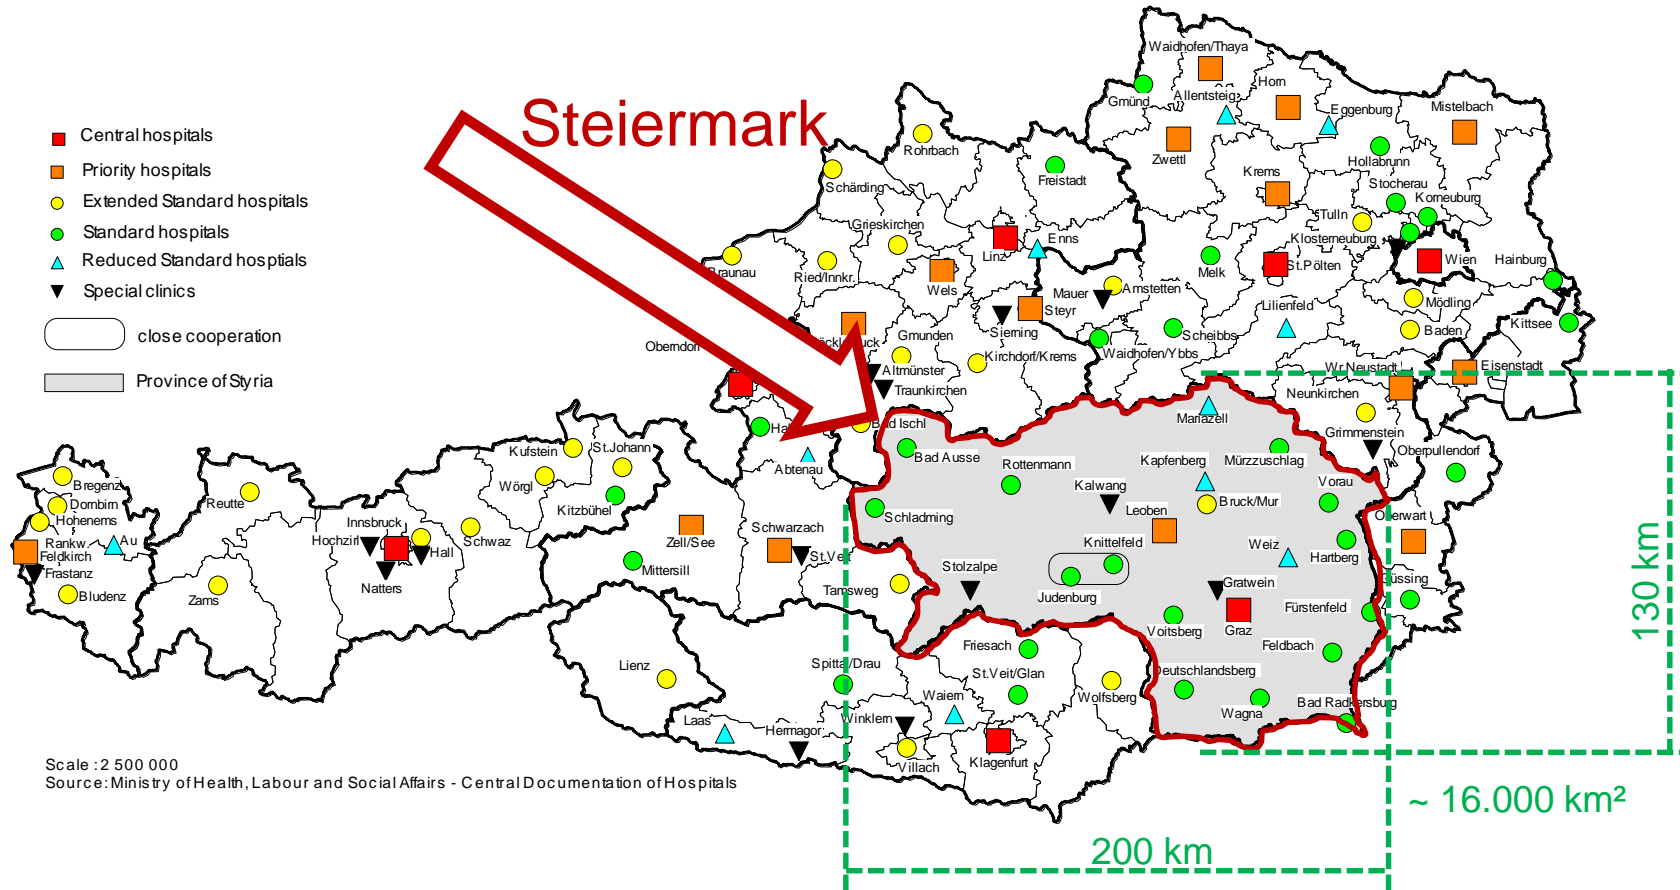 Steiermark
Central hospitals
Priority hospitals
Extended Standard hospitals
Standard hospitals
Reduced Standard hosptials
Special clinics
close cooperation
Province of Styria
Waidhofen/Thaya
Gmünd
Allentsteig
Horn
Eggenburg
Mistelbach
Zwettl
Hollabrunn
Krems
Stocherau
Korneuburg
Tulln
Klosterneuburg
Wien
Hainburg
St.Pölten
Melk
Rohrbach
Freistadt
Schärding
Grieskirchen
Linz
Enns
Braunau
Ried/Innkr.
Wels
Steyr
Mauer
Amstetten
Lilienfeld
Mödling
Baden
Kittsee
Sierning
Scheibbs
Waidhofen/Ybbs
Gmunden
Kirchdorf/Krems
Oberndorf
Altmünster
Traunkirchen
Wr.Neustadt
Eisenstadt
Neunkirchen
Grimmenstein
Oberpullendorf
Bad Ischl
Abtenau
Mariazell
Bad Ausse
Rottenmann
Kapfenberg
Mürzzuschlag
Kalwang
Leoben
Bruck/Mur
Vorau
Oberwart
Schladming
Knittelfeld
Judenburg
Weiz
Hartberg
Stolzalpe
Gratwein
Graz
Fürstenfeld
Güssing
Voitsberg
Feldbach
Deutschlandsberg
Wagna
Bad Radkersburg
Kufstein
St.Johann
Wörgl
Kitzbühel
Bregenz
Dornbirn
Hohenems
Rankw.
Feldkirch
Frastanz
Au
Bludenz
Reutte
Zams
Innsbruck
Hochzirl
Hall
Natters
Schwaz
Mittersill
Zell/See
Schwarzach
St.Veit
Tamsweg
Lienz
Spittal/Drau
Friesach
St.Veit/Glan
Wolfsberg
Waiern
Winklern
Laas
Hermagor
Villach
Klagenfurt
130 km
200 km
~ 16.000 km²
Scale :2 500 000
Source: Ministry of Health, Labour and Social Affairs - Central Documentation of Hospitals